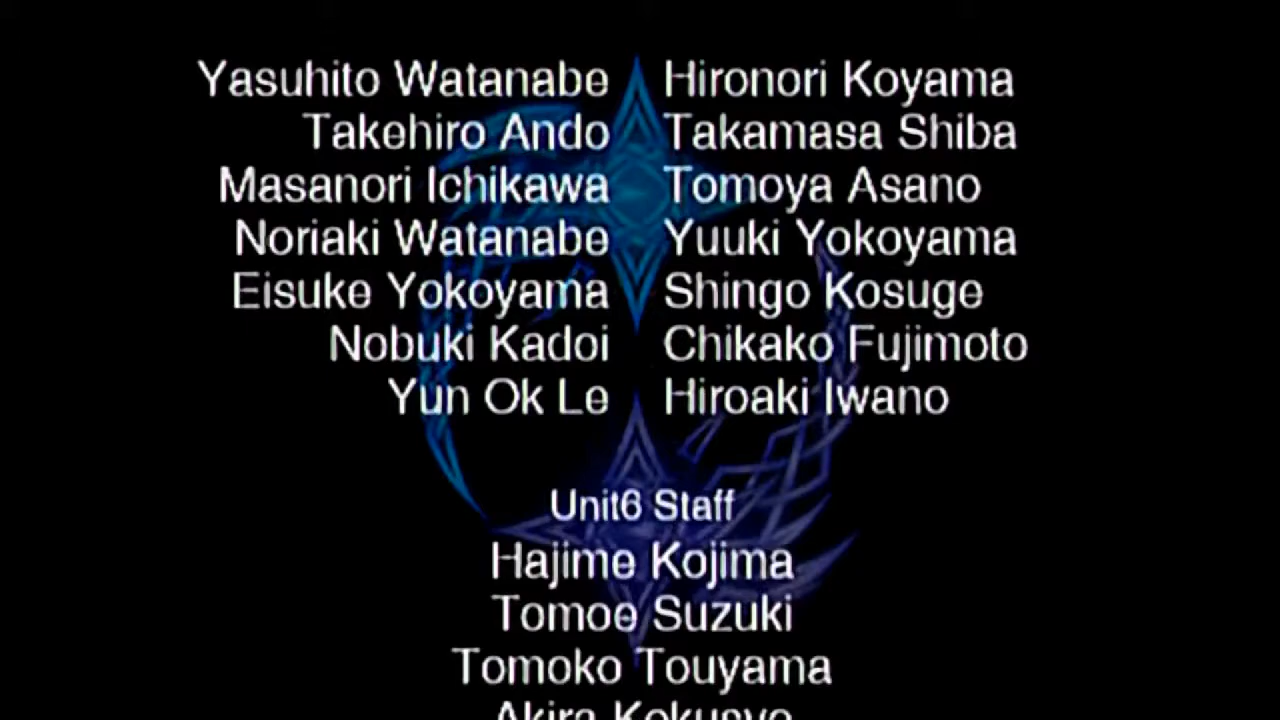 Yasuhito Watanabe Hironori Koyama
Takehiro Ando Takamasa Shiba
Masanori Ichikawa Tomoya Asano
Noriaki Watanabe Yuuki Yokoyama
Eisuke Yokoyama Shingo Kosuge
Nobuki Kadoi Chikako Fujimoto
Yun Ok Le Hiroaki Iwano
Unit6 Staff
Hajime Kojima
Tomoe Suzuki
Tomoko Touyama
Akira